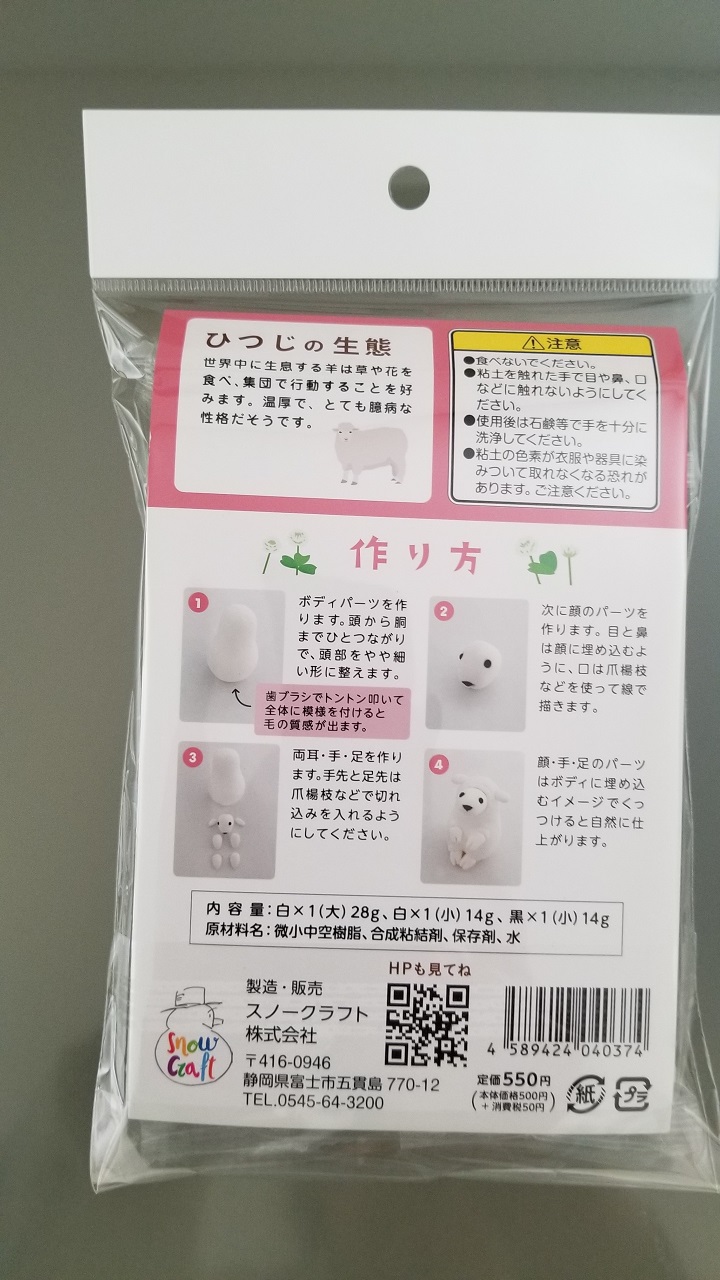 ひつじの生態
世界中に生息する羊は草や花を
食べ、集団で行動することを好
みます。温厚で、とても臆病な
性格だそうです。
⚠注意
●食べないでください。
●粘土を触れた手で目や鼻、口
などに触れないようにしてく
ださい。
●使用後は石鹸等で手を十分に
洗浄してください。
●粘土の色素が衣服や器具に染
みついて取れなくなる恐れが
あります。ご注意ください。
作り方
1
ボディパーツを作
ります。頭から胴
までひとつながり
で、頭部をやや細
い形に整えます。
歯ブラシでトントン叩いて
全体に模様を付けると
毛の質感が出ます。
2
次に顔のパーツを
作ります。目と鼻
は顔に埋め込むよ
うに、口は爪楊枝
などを使って線で
描きます。
3
両耳・手・足を作り
ます。手先と足先は
爪楊枝などで切れ
込みを入れるよう
にしてください。
4
顔・手・足のパーツ
はボディに埋め込
むイメージでくっ
つけると自然に仕
上がります。
内容量：白×1（大）28g、白×1（小）14g、黒×1（小）14g
原材料名：微小中空樹脂、合成粘結剤、保存剤、水
Snow
Craft
製造・販売
スノークラフト
株式会社
〒416-0946
静岡県富士市五貫島 770-12
TEL.0545-64-3200
HPも見てね
4 589424 040374
定価550円
（本体価格500円
+ 消費税50円）
紙
プラ